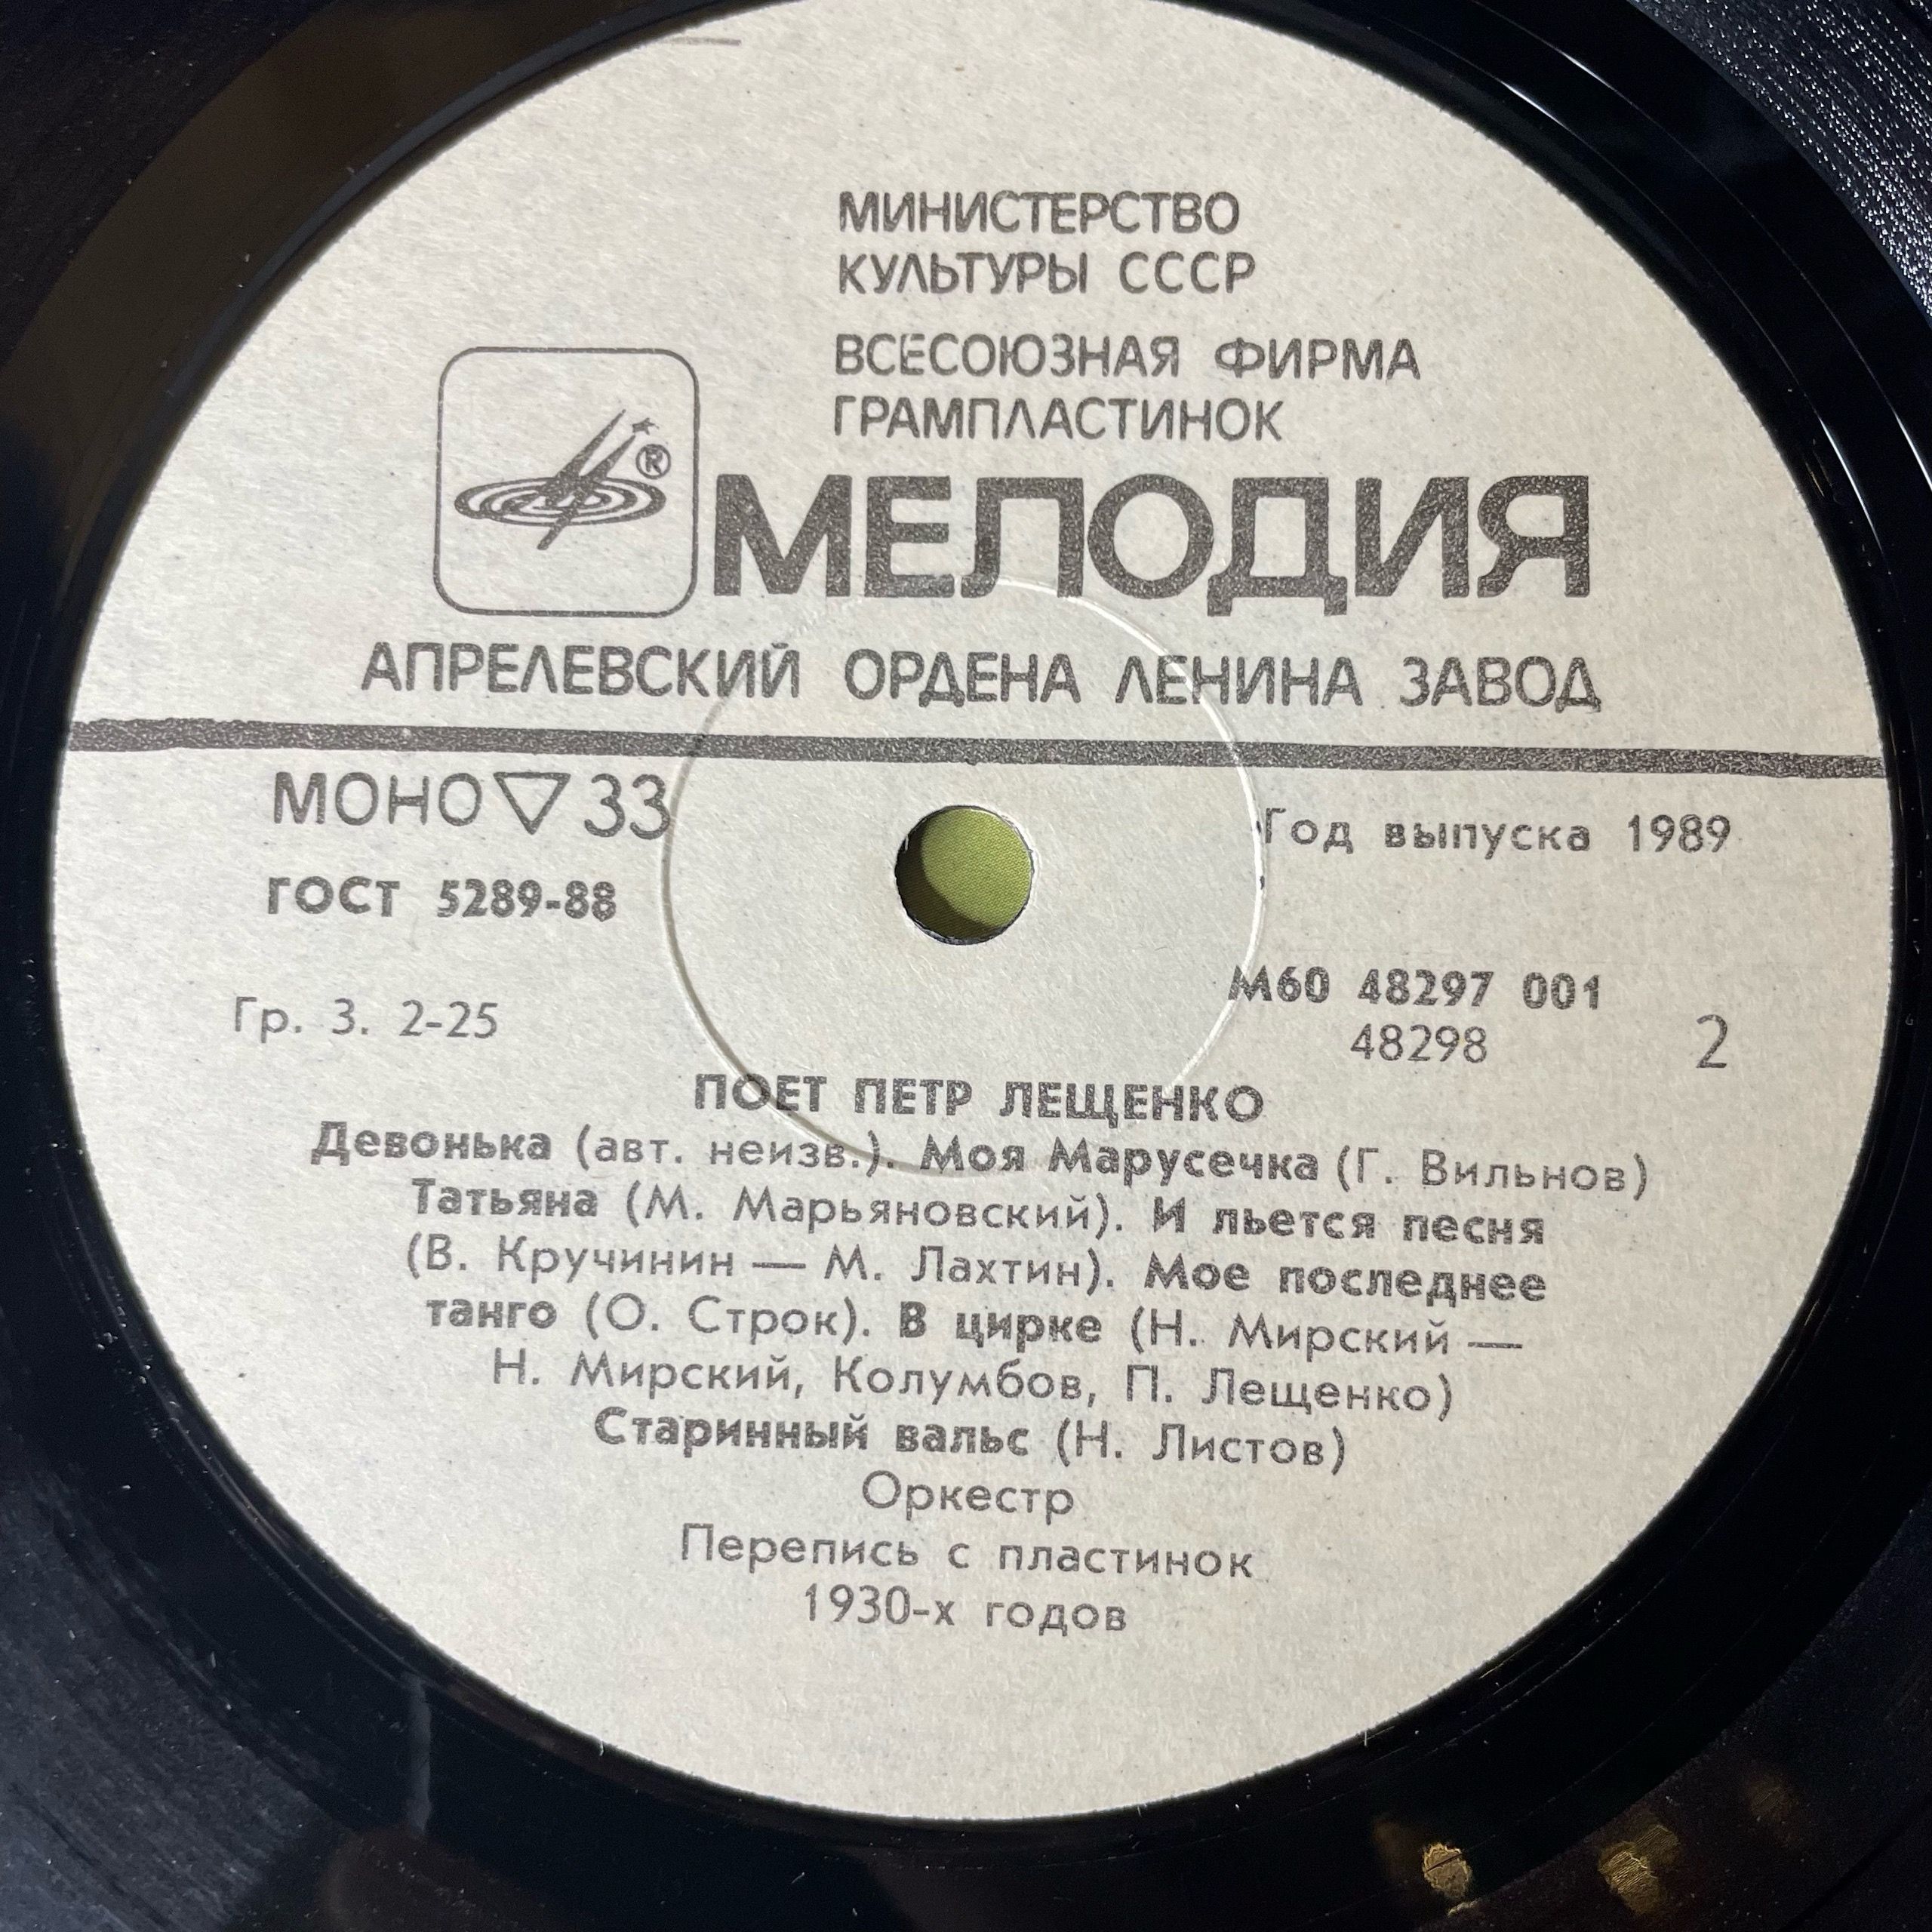 МИНИСТЕРСТВО
КУЛЬТУРЫ СССР
ВСЕСОЮЗНАЯ ФИРМА
ГРАМПЛАСТИНОК
®
МЕЛОДИЯ
АПРЕЛЕВСКИЙ ОРДЕНА ЛЕНИНА ЗАВОД
МОНО ▽ 33
Год выпуска 1989
ГОСТ 5289-88
М60 48297 001
Гр. 3. 2-25
48298
2
ПОЕТ ПЕТР ЛЕЩЕНКО
Девонька (авт. неизв.). Моя Марусечка (Г. Вильнов)
Татьяна (М. Марьяновский). И льется песня
(В. Кручинин — М. Лахтин). Мое последнее
танго (О. Строк). В цирке (Н. Мирский —
Н. Мирский, Колумбов, П. Лещенко)
Старинный вальс (Н. Листов)
Оркестр
Перепись с пластинок
1930-х годов